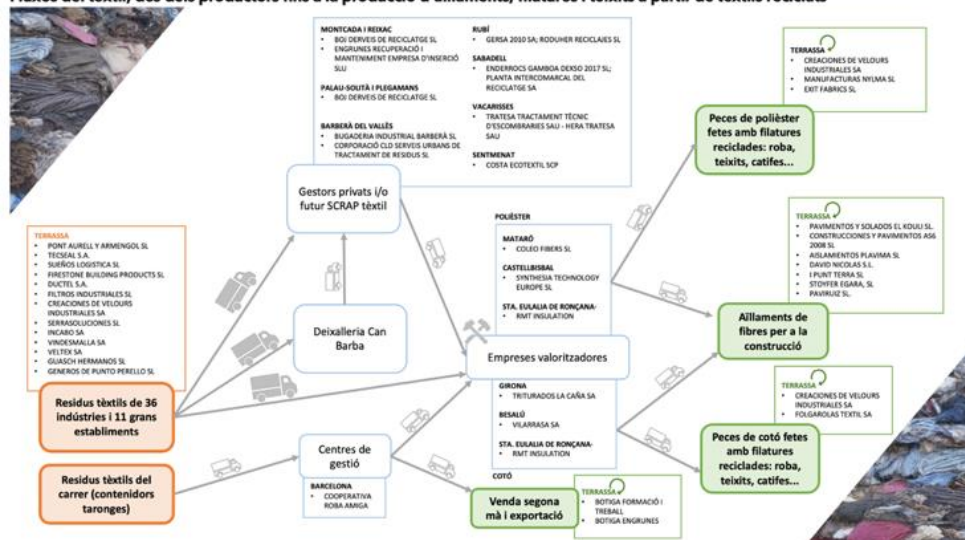 Fluxos del tèxtil, des dels productors fins a la producció d'aïllaments, matures i teixits a partir de tèxtils reciclats
MONTCADA I REIXAC
• BOJ DERVEIS DE RECICLATGE SL
• ENGRUNES RECUPERACIÓ I
MANTENIMENT EMPRESA D'INSERCIÓ
SLU
PALAU-SOLITÀ I PLEGAMANS
• BOJ DERVEIS DE RECICLATGE SL
BARBERÀ DEL VALLÈS
• BUGADERIA INDUSTRIAL BARBERÀ SL
• CORPORACIÓ CLD SERVEIS URBANS DE
TRACTAMENT DE RESIDUS SL
RUBÍ
• GERSA 2010 SA; RODUHER RECICLAJES SL
SABADELL
• ENDERROCS GAMBOA DEKSO 2017 SL;
PLANTA INTERCOMARCAL DEL
RECICLATGE SA
VACARISSES
• TRATESA TRACTAMENT TÈCNIC
D'ESCOMBRARIES SAU - HERA TRATESA
SAU
SENTMENAT
• COSTA ECOTEXTIL SCP
TERRASSA
• CREACIONES DE VELOURS
INDUSTRIALES SA
• MANUFACTURAS NYLMA SL
• EXIT FABRICS SL
Peces de polièster
fetes amb filatures
reciclades: roba,
teixits, catifes...
Gestors privats i/o
futur SCRAP tèxtil
TERRASSA
• PONT AURELL Y ARMENGOL SL
• TECSEAL S.A.
• SUEÑOS LOGISTICA SL
• FIRESTONE BUILDING PRODUCTS SL
• DUCTEL S.A.
• FILTROS INDUSTRIALES SL
• CREACIONES DE VELOURS
INDUSTRIALES SA
• SERRASOLUCIONES SL
• INCABO SA
• VINDESMALLA SA
• VELTEX SA
• GUASCH HERMANOS SL
• GENEROS DE PUNTO PERELLO SL
POLIÈSTER
MATARÓ
• COLEO FIBERS SL
CASTELLBISBAL
• SYNTHESIA TECHNOLOGY
EUROPE SL
STA. EULALIA DE RONÇANA-
• RMT INSULATION
TERRASSA
• PAVIMENTOS Y SOLADOS EL KDUU SL
• CONSTRUCCIONES Y PAVIMENTOS AS6
2008 SL
• AISLAMIENTOS PLAVIMA SL
• DAVID NICOLAS S.L.
• I PUNT TERRA SL
• STOYFER EGARA, SL
• PAVIRUIZ SL.
Deixalleria Can
Barba
Empreses valoritzadores
Aïllaments de
fibres per a la
construcció
GIRONA
• TRITURADOS LA CAÑA SA
BESALÚ
• VILARRASA SA
STA. EULALIA DE RONÇANA-
• RMT INSULATION
COTÓ
TERRASSA
• CREACIONES DE VELOURS
INDUSTRIALES SA
• FOLGAROLAS TEXTIL SA
Residus tèxtils de 36
indústries i 11 grans
establiments
Peces de cotó fetes
amb filatures
reciclades: roba,
teixits, catifes...
Centres de
gestió
Residus tèxtils del
carrer (contenidors
taronges)
BARCELONA
• COOPERATIVA
ROBA AMIGA
Venda segona
mà i exportació
TERRASSA
• BOTIGA FORMACIÓ I
TREBALL
• BOTIGA ENGRUNES